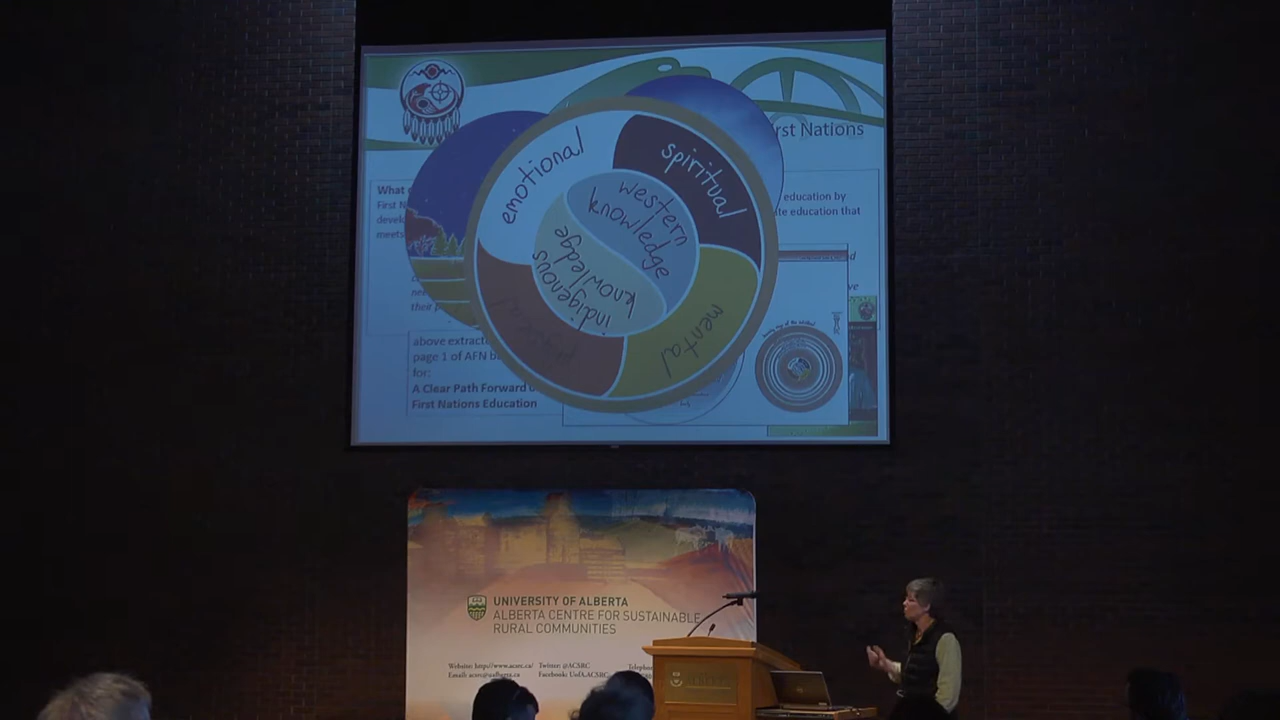 rst Nations
What
First N
develo
meets
education by
te education that
emotional
spiritual
western
knowledge
indigenous
knowledge
mental
their p
above extract
page 1 of AFN b
for:
A Clear Path Forward
First Nations Education
UNIVERSITY OF ALBERTA
ALBERTA CENTRE FOR SUSTAINABLE
RURAL COMMUNITIES
Website: http://www.acsrc.ca/ Twitter: @ACSRC
Email: acsrc@ualberta.ca Facebook: UofA.ACSRC